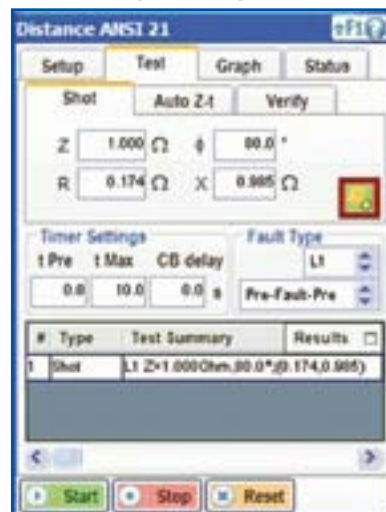 Distance ANSI 21 F1
Setup Test Graph Status
Shot Auto Z-t Verify
Z 1.000 Ω ϕ 80.0 °
R 0.174 Ω X 0.985 Ω
Timer Settings Fault Type
t Pre t Max CB delay L1
0.0 10.0 0.0 s Pre-Fault-Pre
# Type Test Summary Results
1 Shot L1 Z=1.000Ohm,80.0°;(0.174,0.985)
Start Stop Reset